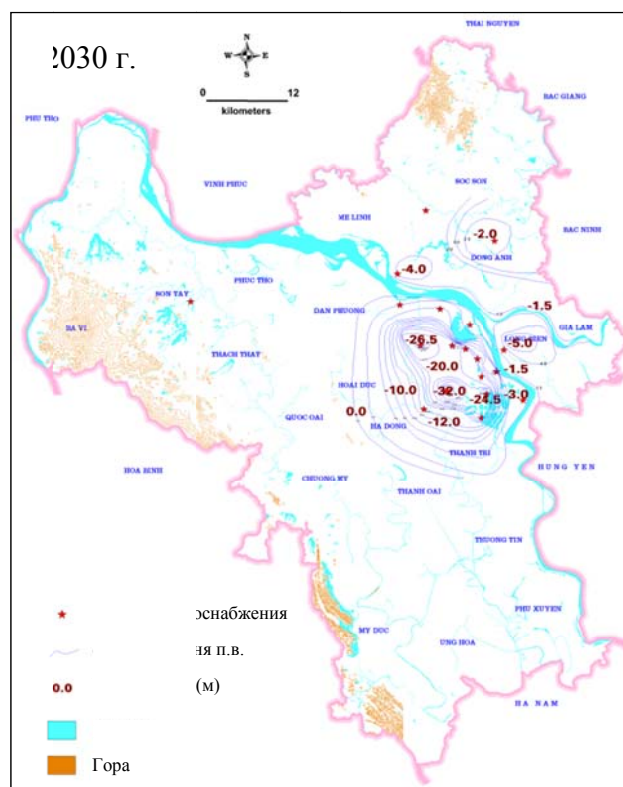 THAI NGUYEN
2030 г.
N
W E
S
BAC GIANG
0 12
kilometers
PHU THO
SOC SON
VINH PHUC
ME LINH
BAC NINH
-2.0
DONG ANH
-4.0
PHUC THO
SON TAY
DAN PHUONG
-1.5
GIA LAM
BA VI
-26.5
-5.0
THACH THAT
-20.0
-1.5
HOAI DUC
-10.0
-32.0
-24.5
-3.0
0.0
QUOC OAI
HA DONG
-12.0
THANH TRI
HOA BINH
HUNG YEN
CHUONG MY
THANH OAI
THUONG TIN
PHU XUYEN
оснабжения
MY DUC
UNG HOA
ня п.в.
0.0 (м)
HA NAM
Гора